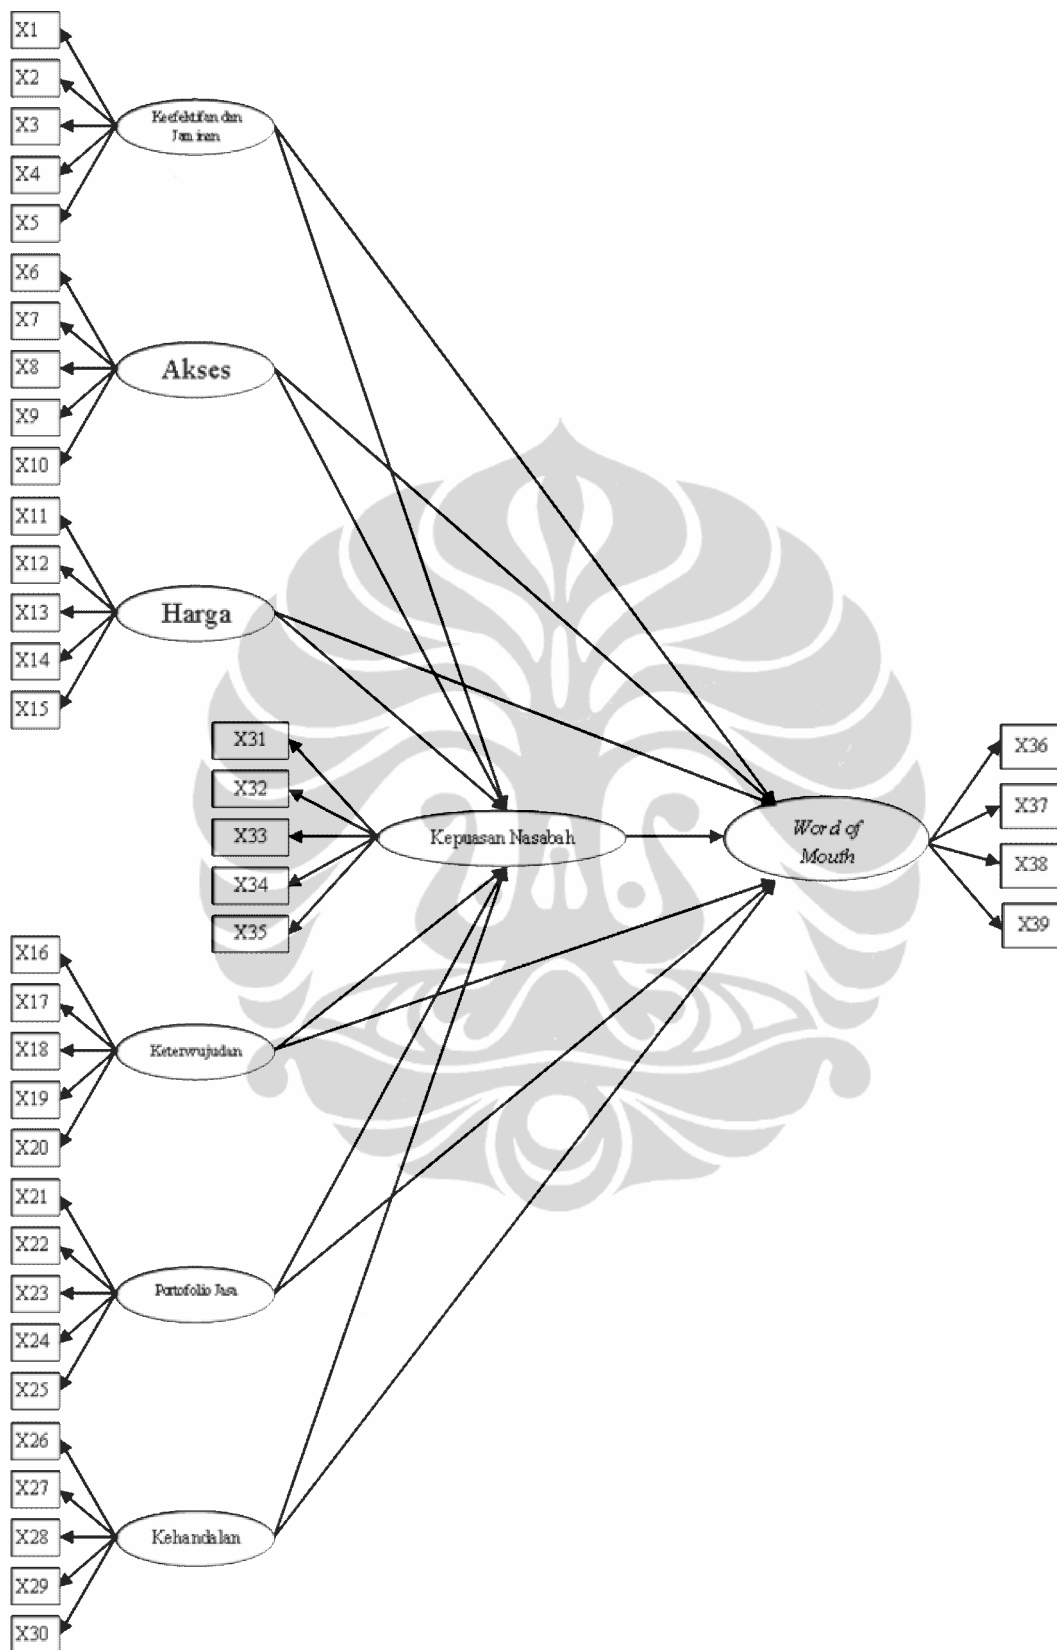 X1
X2
X3
X4
X5
Keefektifan dan
Jaminan
X6
X7
X8
X9
X10
Akses
X11
X12
X13
X14
X15
Harga
X31
X32
X33
X34
X35
Kepuasan Nasabah
Word of
Mouth
X36
X37
X38
X39
X16
X17
X18
X19
X20
Keterwujudan
X21
X22
X23
X24
X25
Portofolio Jasa
X26
X27
X28
X29
X30
Kehandalan